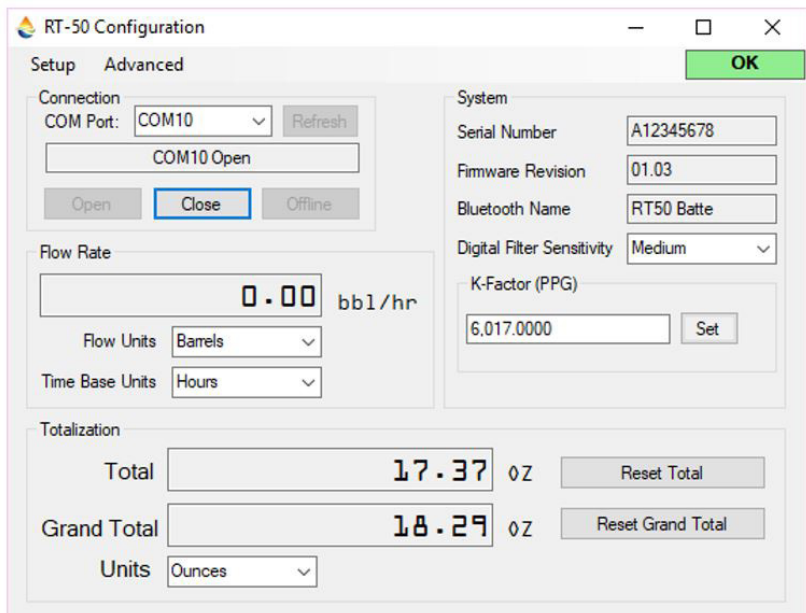 RT-50 Configuration
Setup Advanced OK
Connection
COM Port: COM10 Refresh
COM10 Open
Open Close Offline
System
Serial Number A12345678
Firmware Revision 01.03
Bluetooth Name RT50 Batte
Digital Filter Sensitivity Medium
K-Factor (PPG)
6,017.0000 Set
Flow Rate
0.00 bbl/hr
Flow Units Barrels
Time Base Units Hours
Totalization
Total 17.37 OZ Reset Total
Grand Total 18.29 OZ Reset Grand Total
Units Ounces